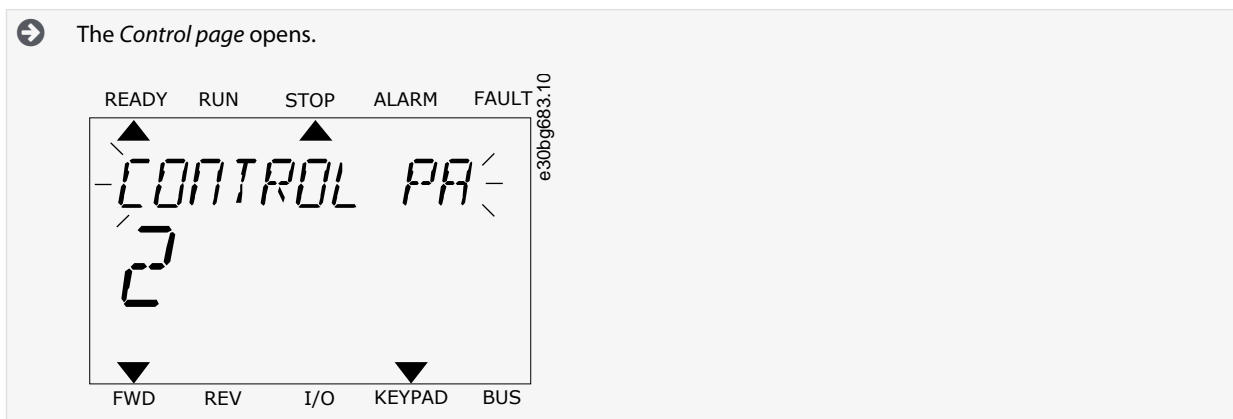 The Control page opens.
READY RUN STOP ALARM FAULT
e30bg683.10
CONTROL PA
2
FWD REV I/O KEYPAD BUS